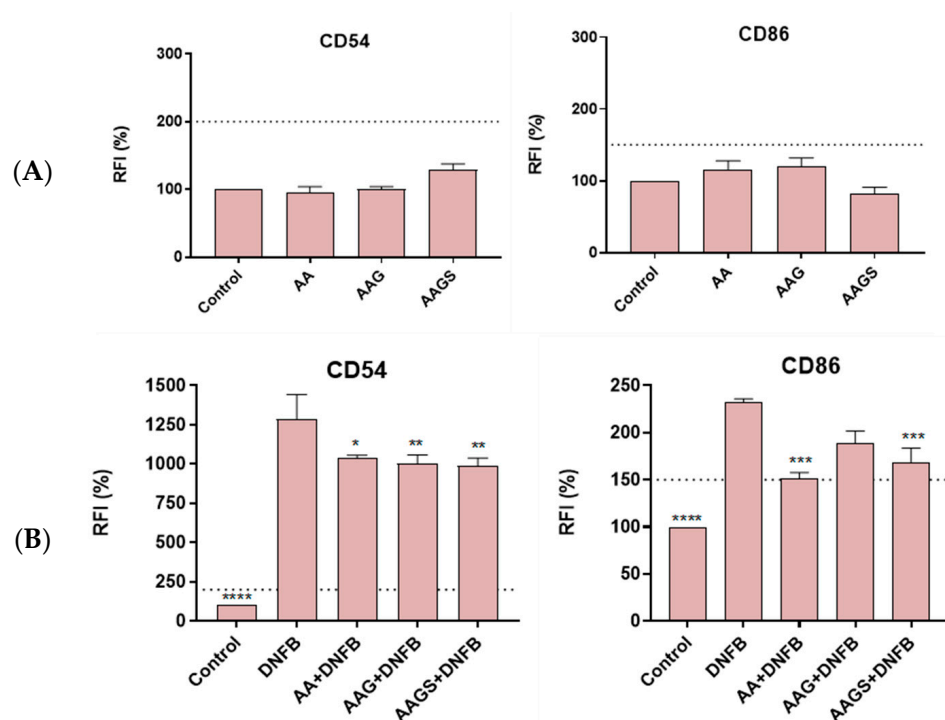 (A)
CD54
RFI (%)
300
200
100
0
Control
AA
AAG
AAGS
CD86
RFI (%)
300
200
100
0
Control
AA
AAG
AAGS
(B)
CD54
RFI (%)
1500
1250
1000
750
500
250
0
****
*
**
**
Control
DNFB
AA+DNFB
AAG+DNFB
AAGS+DNFB
CD86
RFI (%)
250
200
150
100
50
0
****
***
***
Control
DNFB
AA+DNFB
AAG+DNFB
AAGS+DNFB